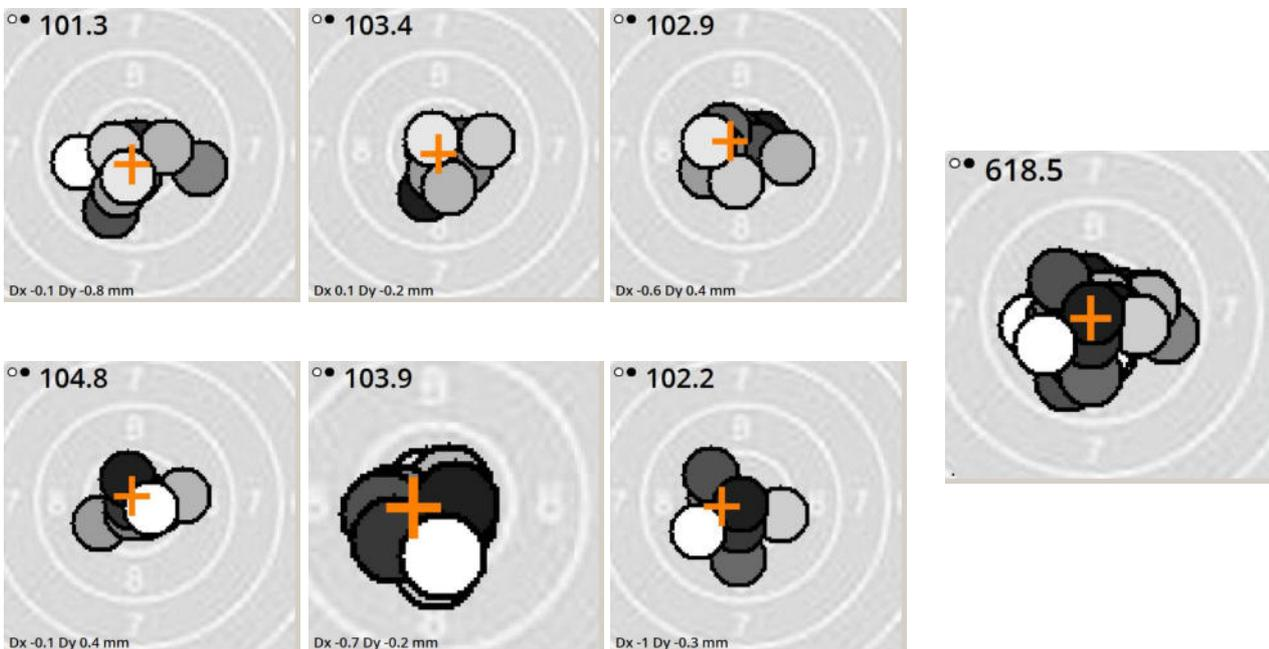 101.3
103.4
102.9
Dx -0.1 Dy -0.8 mm
Dx 0.1 Dy -0.2 mm
Dx -0.6 Dy 0.4 mm
618.5
104.8
103.9
102.2
Dx -0.1 Dy 0.4 mm
Dx -0.7 Dy -0.2 mm
Dx -1 Dy -0.3 mm